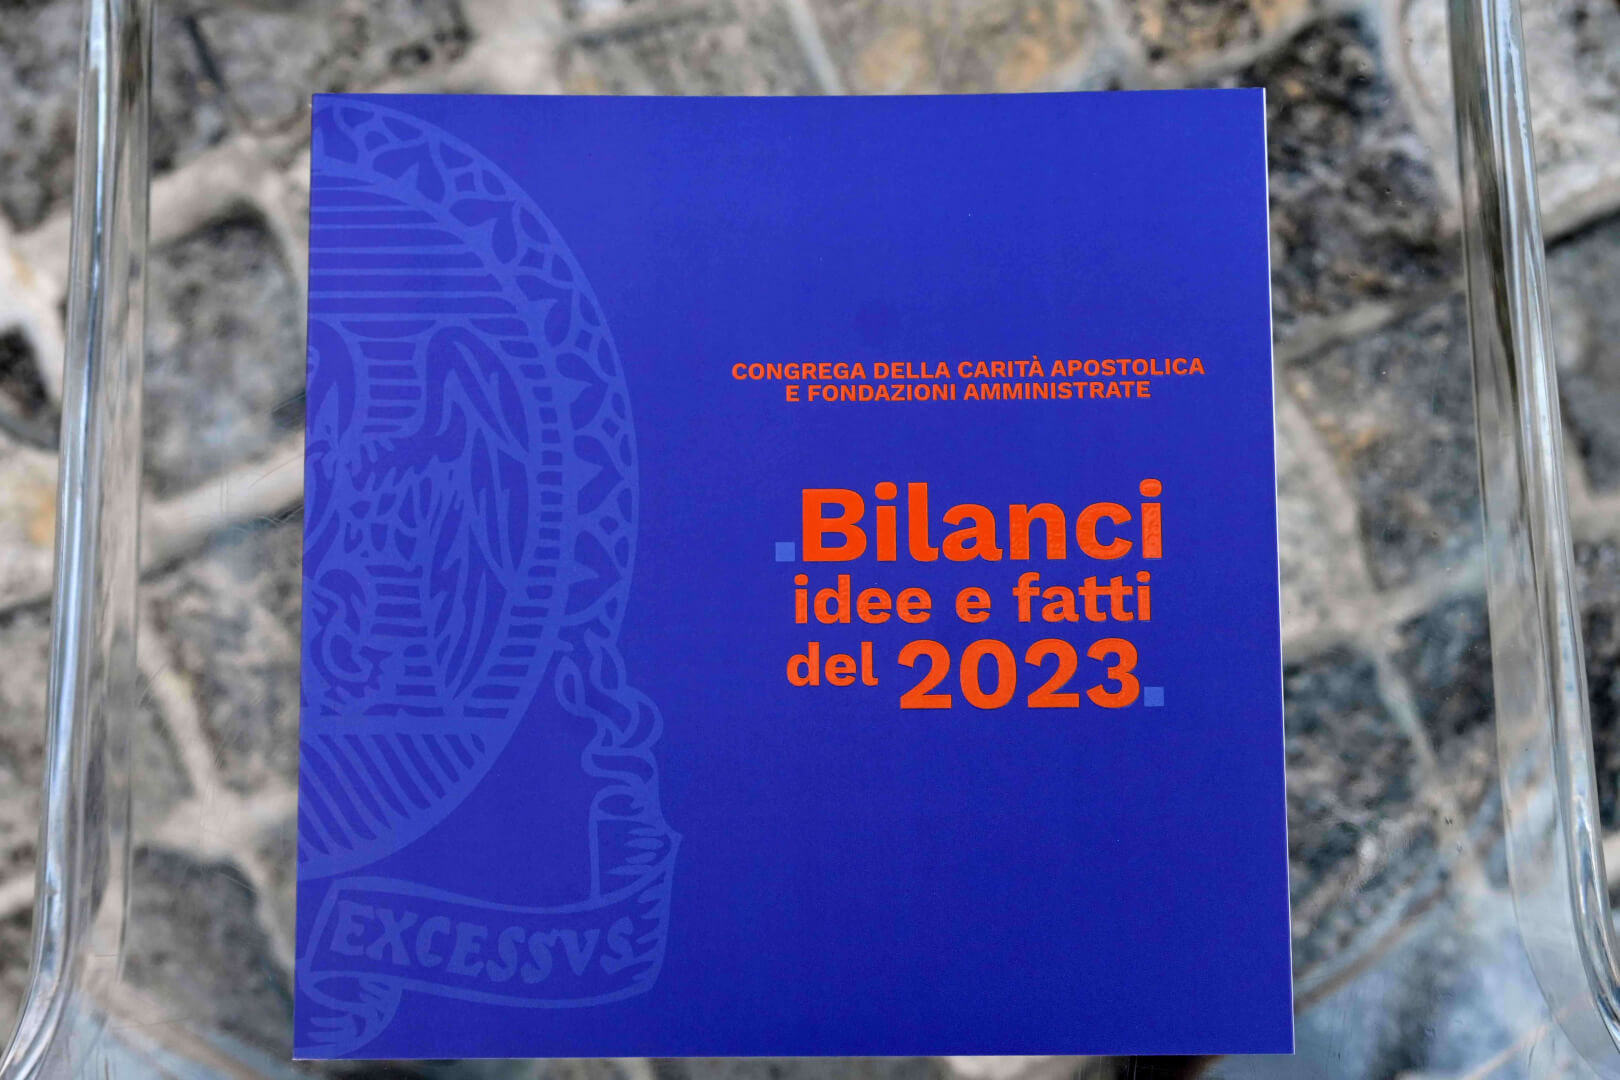 CONGREGA DELLA CARITÀ APOSTOLICA
E FONDAZIONI AMMINISTRATE
.Bilanci
idee e fatti
del 2023.
EXCESSVS